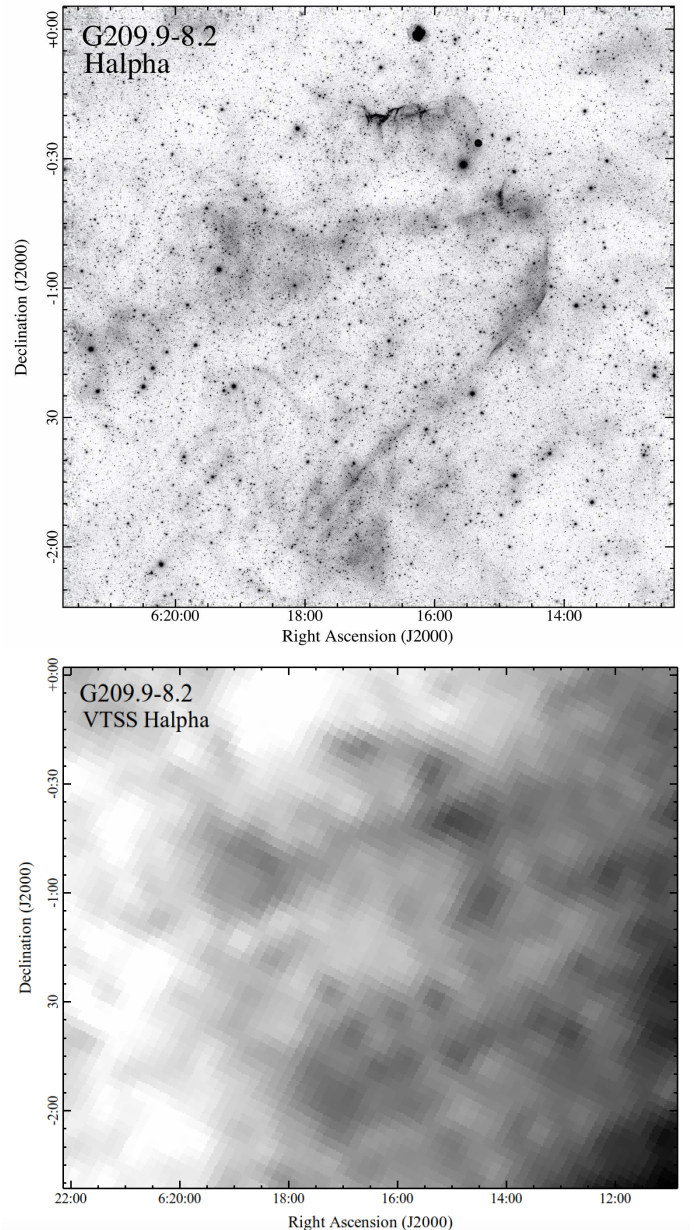 G209.9-8.2
Halpha
+0:00
-0:30
-1:00
30
-2:00
Declination (J2000)
6:20:00 18:00 16:00 14:00
Right Ascension (J2000)
G209.9-8.2
VTSS Halpha
+0:00
-0:30
-1:00
30
-2:00
Declination (J2000)
22:00 6:20:00 18:00 16:00 14:00 12:00
Right Ascension (J2000)